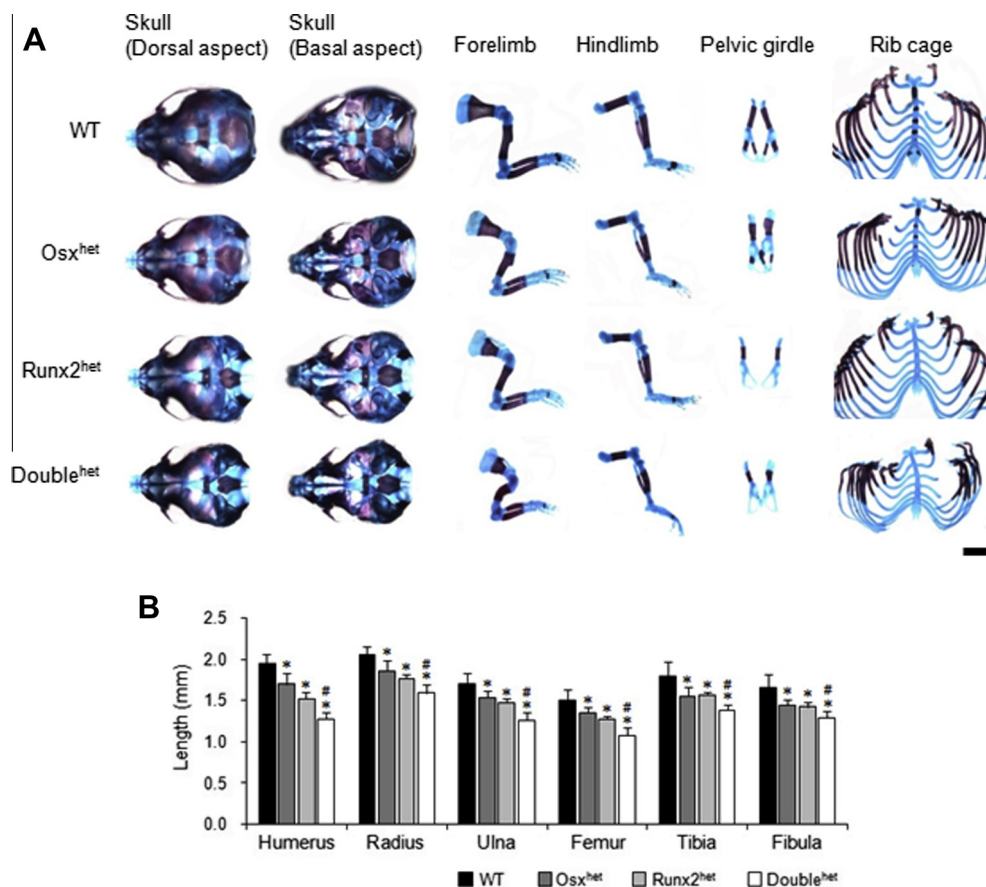 A
Skull
(Dorsal aspect)
Skull
(Basal aspect)
Forelimb
Hindlimb
Pelvic girdle
Rib cage
WT
Osxhet
Runx2het
Doublehet
B
Length (mm)
2.5
2.0
1.5
1.0
0.5
0.0
* * # *
* * # *
* * # *
* * # *
* * # *
* * # *
Humerus Radius Ulna Femur Tibia Fibula
WT Osxhet Runx2het Doublehet